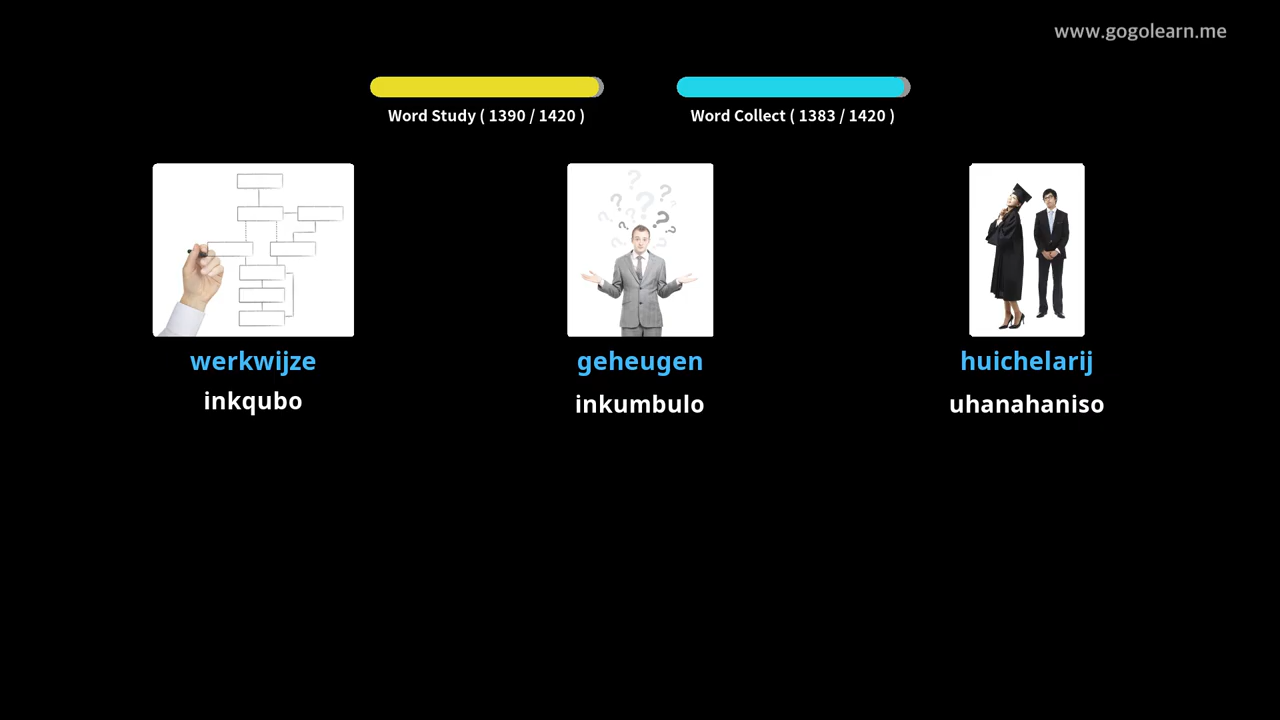 www.gogolearn.me
Word Study ( 1390 / 1420 )
Word Collect ( 1383 / 1420 )
werkwijze
geheugen
huichelarij
inkqubo
inkumbulo
uhanahaniso